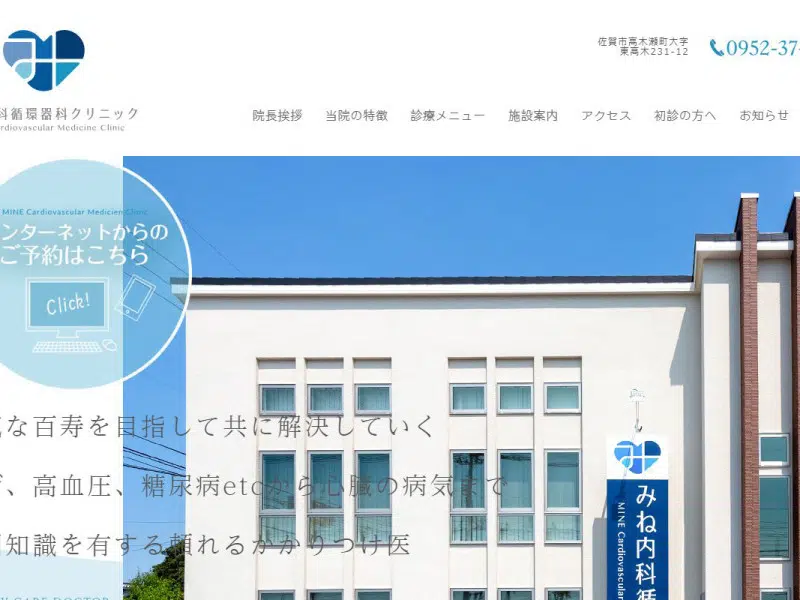 佐賀市高木瀬町大字
東高木231-12
0952-37-
科循環器科クリニック
rdiovascular Medicine Clinic
院長挨拶 当院の特徴 診療メニュー 施設案内 アクセス 初診の方へ お知らせ
MINE Cardiovascular Medicien Clinic
ンターネットからの
ご予約はこちら
Click!
な百寿を目指して共に解決していく
、高血圧、糖尿病etcから心臓の病気まで
知識を有する頼れるかかりつけ医
CARE DOCTOR
みね内科循
MINE Cardiovascular